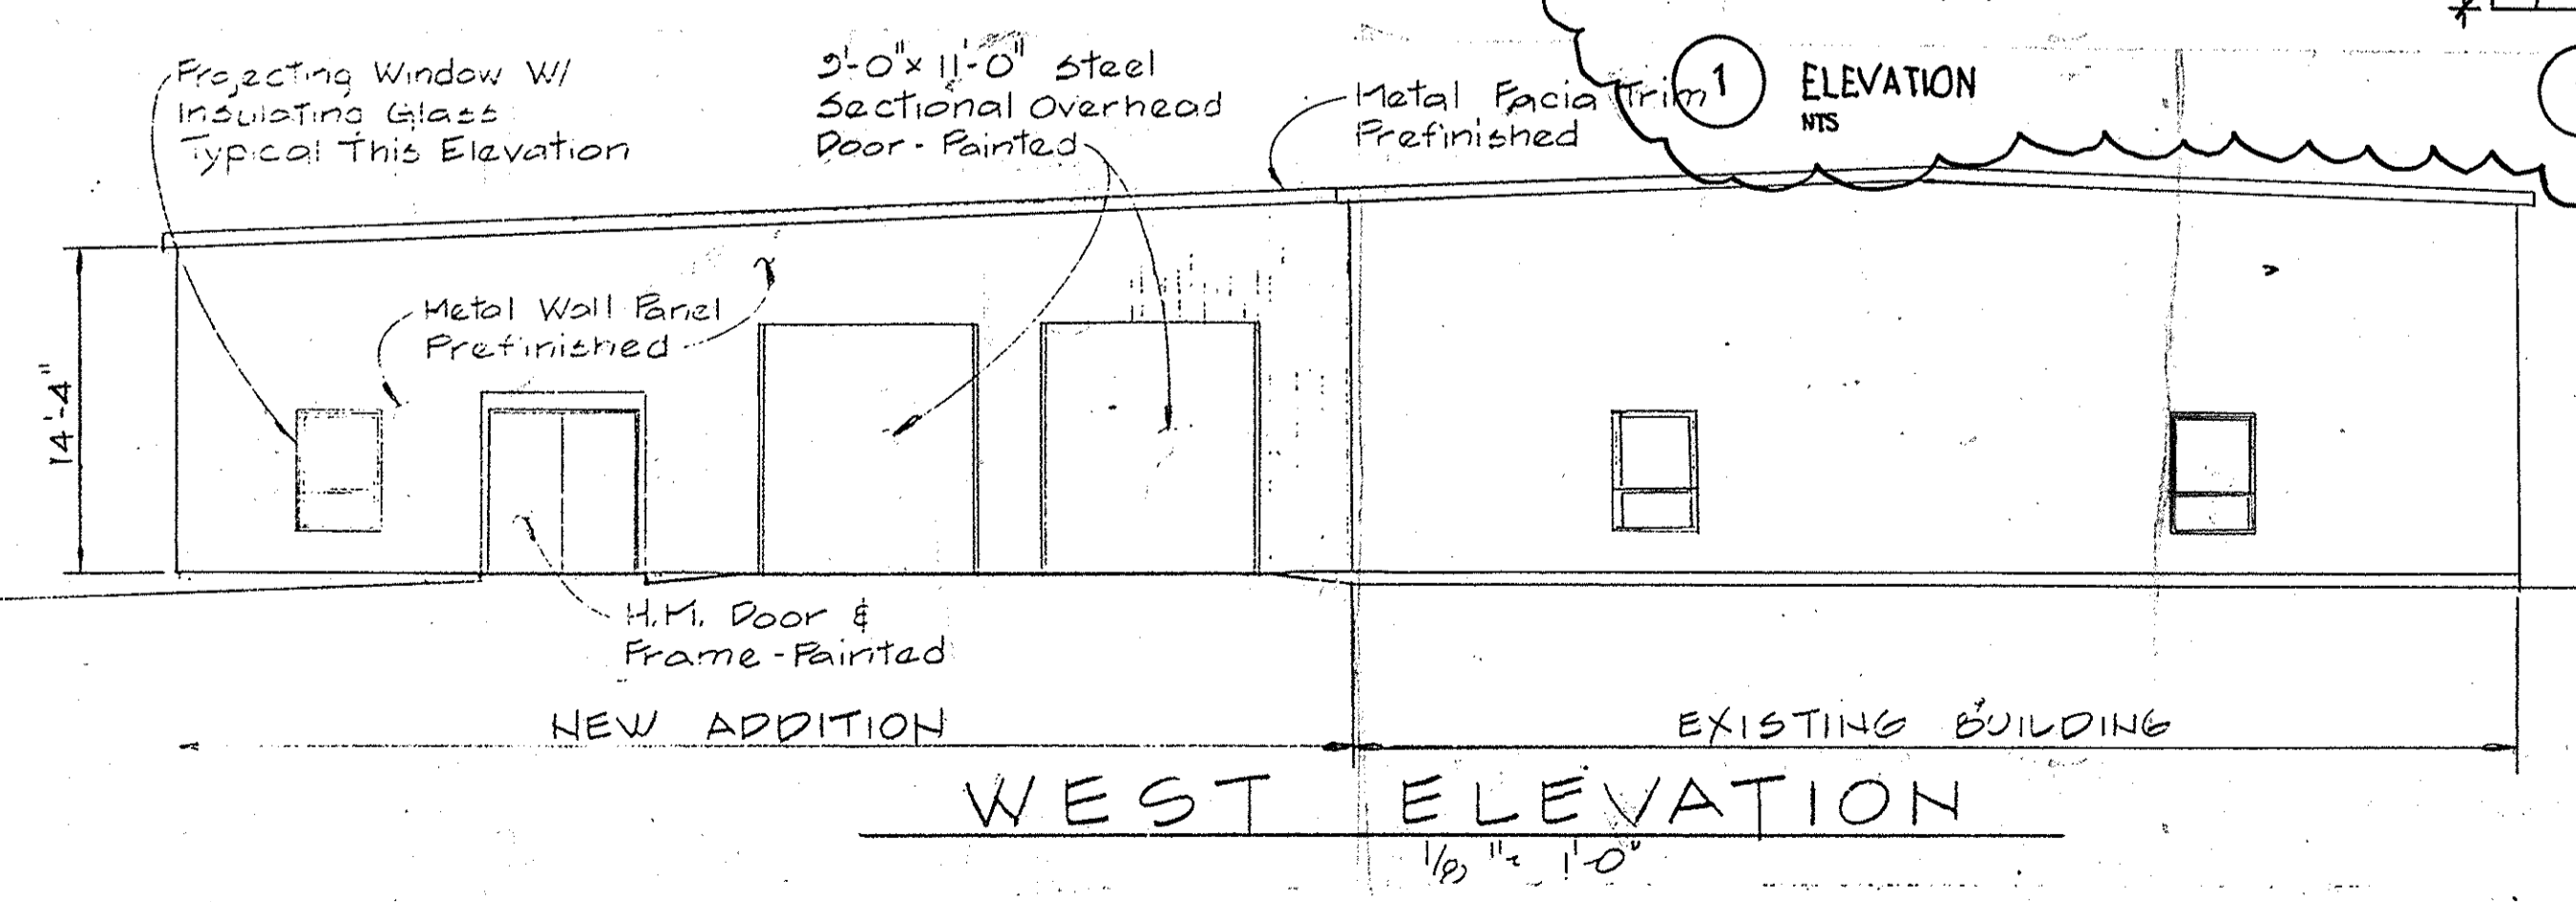 Projecting Window W/
Insulating Glass
Typical This Elevation
9'-0" x 11'-0" Steel
Sectional Overhead
Door - Painted
Metal Facia Trim
Prefinished
1 ELEVATION
NTS
Metal Wall Panel
Prefinished
14'-4"
H.M. Door &
Frame - Painted
NEW ADDITION
EXISTING BUILDING
WEST ELEVATION
1/8" = 1'-0"